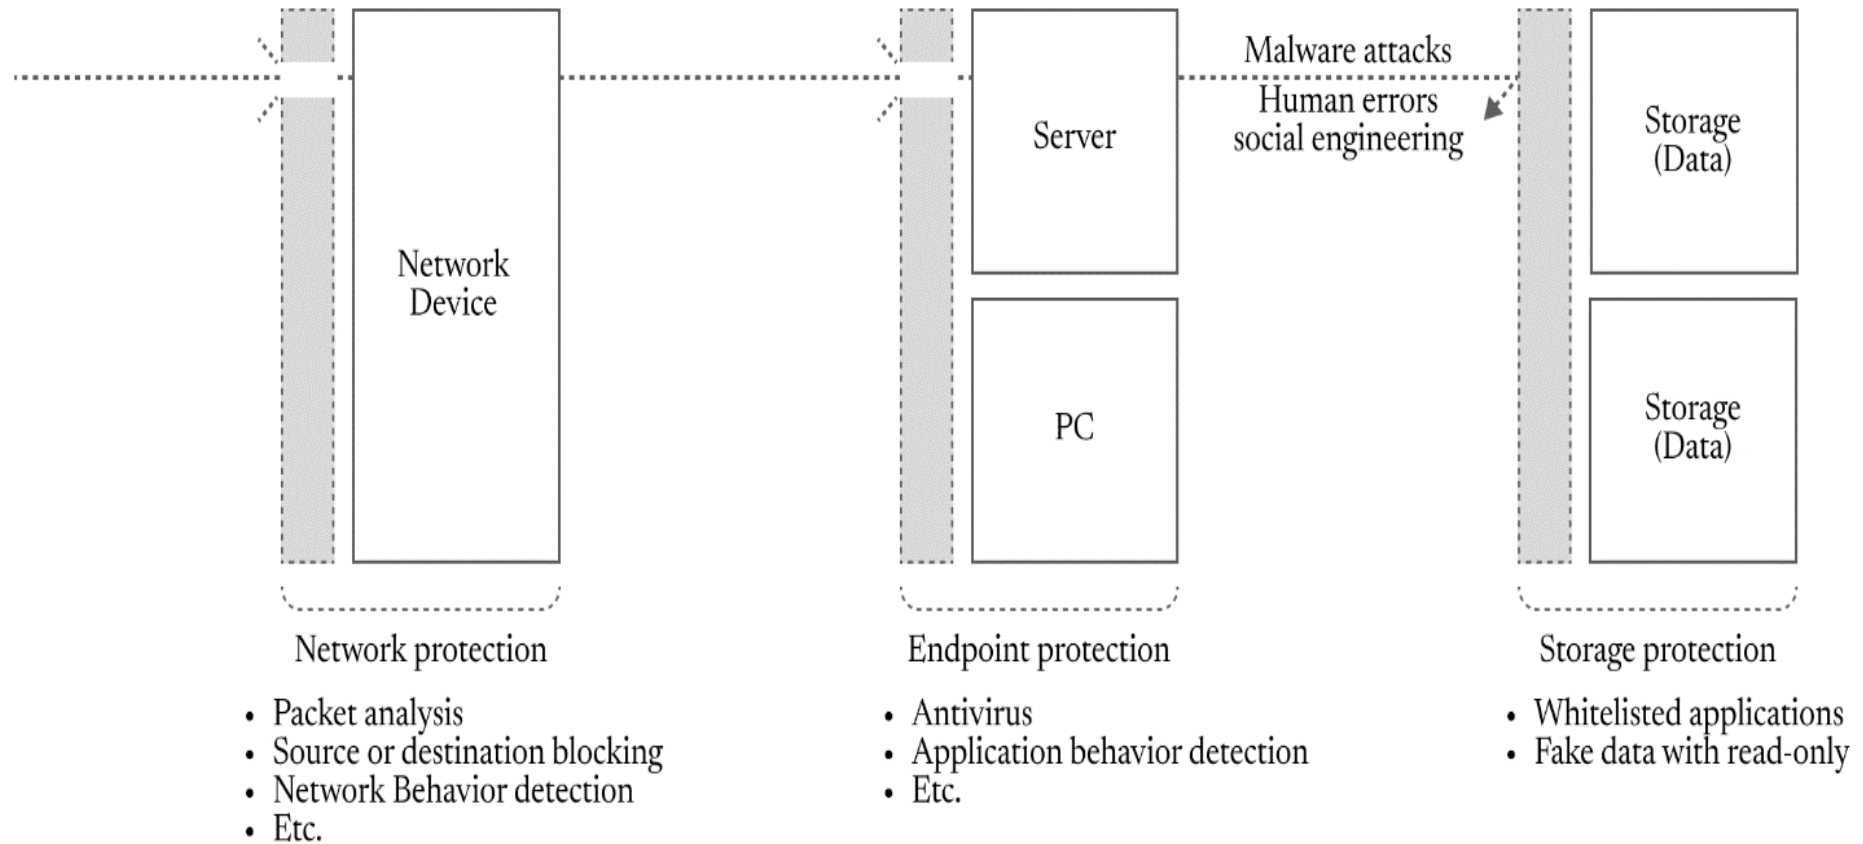 Network
Device
Server
PC
Malware attacks
Human errors
social engineering
Storage
(Data)
Storage
(Data)
Network protection
• Packet analysis
• Source or destination blocking
• Network Behavior detection
• Etc.
Endpoint protection
• Antivirus
• Application behavior detection
• Etc.
Storage protection
• Whitelisted applications
• Fake data with read-only